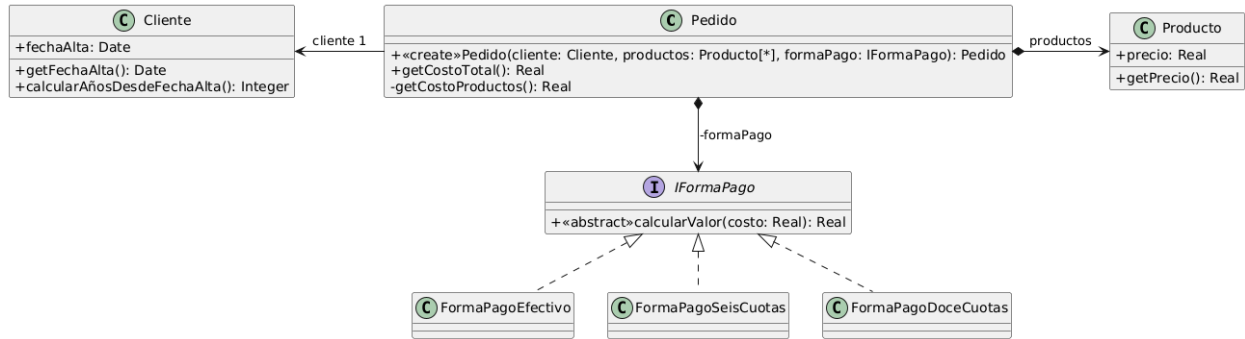 C Cliente
+fechaAlta: Date
+getFechaAlta(): Date
+calcularAñosDesdeFechaAlta(): Integer
cliente 1
C Pedido
+«create»Pedido(cliente: Cliente, productos: Producto[*], formaPago: IFormaPago): Pedido
+getCostoTotal(): Real
-getCostoProductos(): Real
productos
C Producto
+precio: Real
+getPrecio(): Real
-formaPago
I IFormaPago
+«abstract»calcularValor(costo: Real): Real
C FormaPagoEfectivo
C FormaPagoSeisCuotas
C FormaPagoDoceCuotas